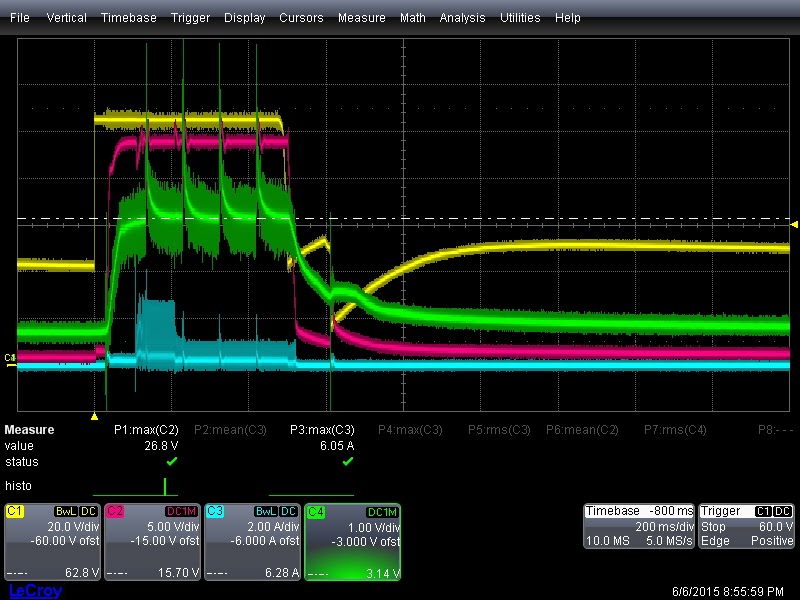 File Vertical Timebase Trigger Display Cursors Measure Math Analysis Utilities Help
C4
1
Measure P1:max(C2) P2:mean(C3) P3:max(C3) P4:max(C3) P5:rms(C3) P6:mean(C2) P7:rms(C4) P8:---
value 26.8 V 6.05 A
status
histo
C1 BwL DC C2 DC1M C3 BwL DC C4 DC1M Timebase -800 ms Trigger C1 DC
20.0 V/div 5.00 V/div 2.00 A/div 1.00 V/div 200 ms/div Stop 60.0 V
-60.00 V ofst -15.00 V ofst -6.000 A ofst -3.000 V ofst 10.0 MS 5.0 MS/s Edge Positive
---- 62.8 V ---- 15.70 V ---- 6.28 A ---- 3.14 V
LeCroy 6/6/2015 8:55:59 PM